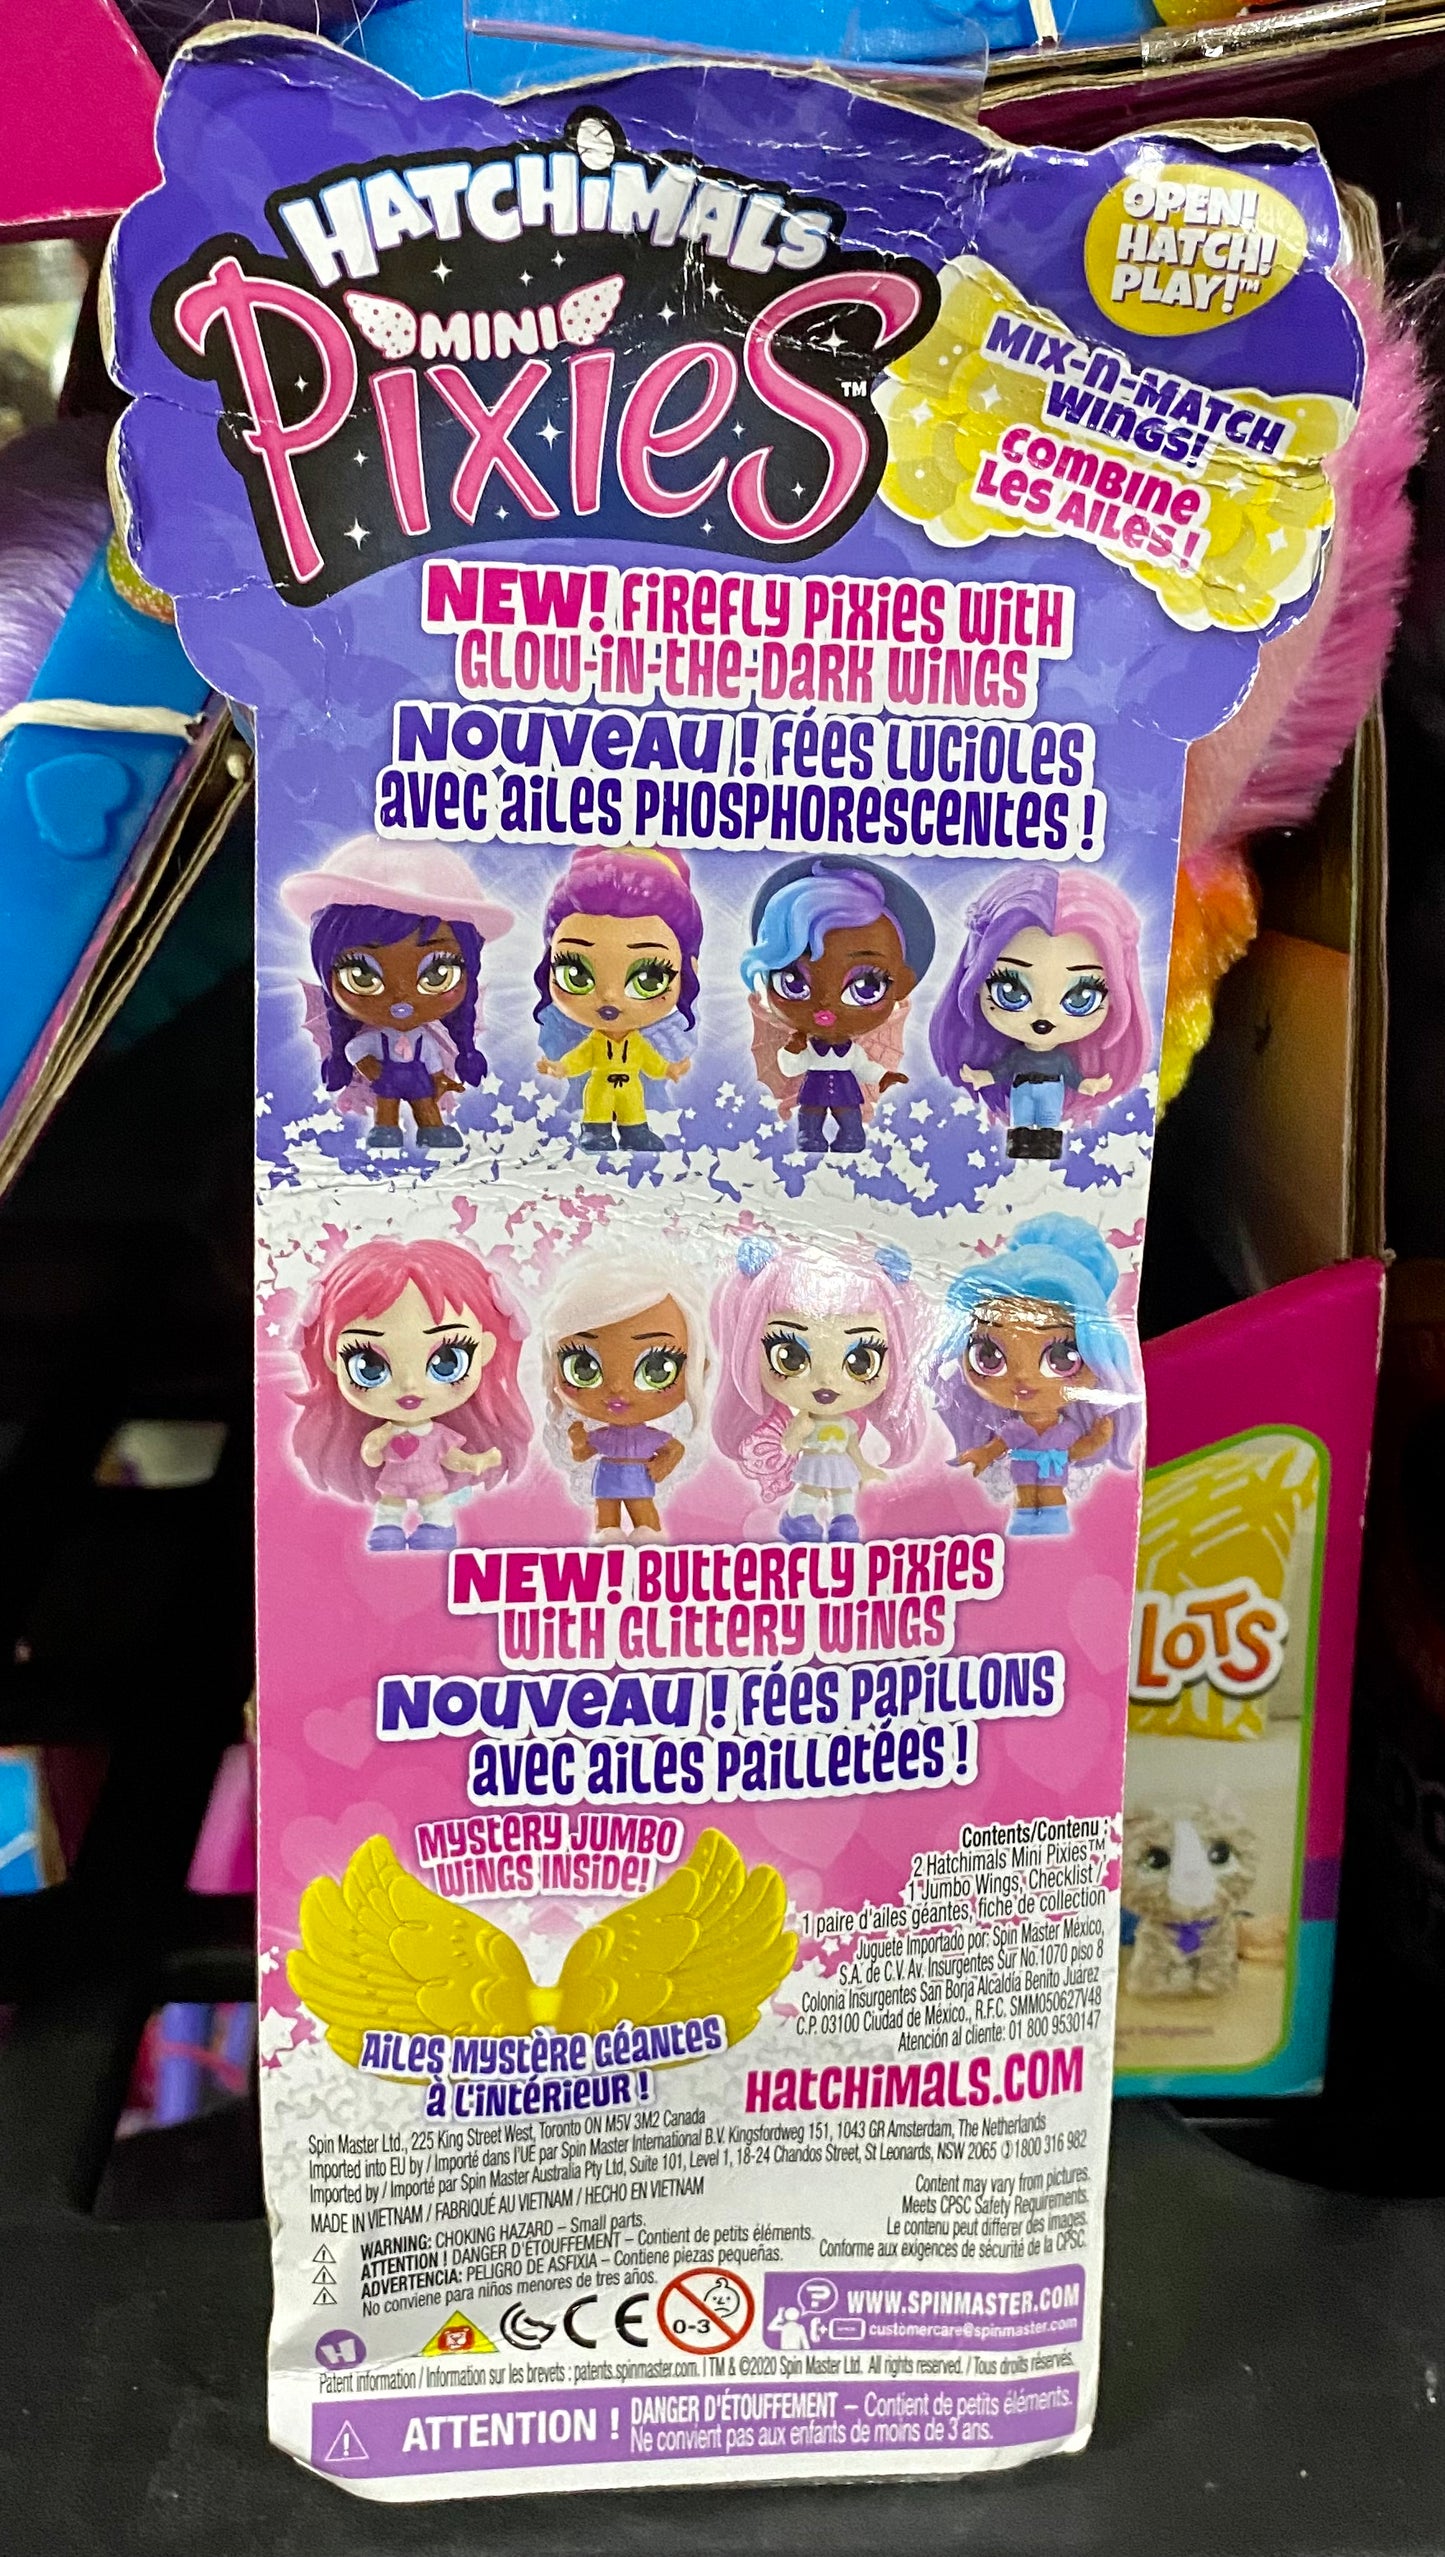 HATCHiMALS
MINI
PIXIES™
OPEN!
HATCH!
PLAY!™
MIX-n-MATCH
WINGS!
COMBINE
LES AILES !
NEW! FIREFLY PIXIES WITH
GLOW-IN-THE-DARK WINGS
NOUVEAU ! FÉES LUCIOLES
AVEC AILES PHOSPHORESCENTES !
NEW! BUTTERFLY PIXIES
WITH GLITTERY WINGS
NOUVEAU ! FÉES PAPILLONS
AVEC AILES PAILLETÉES !
MYSTERY JUMBO
WINGS INSIDE!
AILES MYSTÈRE GÉANTES
À L'INTÉRIEUR !
Contents/Contenu :
2 Hatchimals Mini Pixies™
1 Jumbo Wings, Checklist /
1 paire d'ailes géantes, fiche de collection
Juguete Importado por: Spin Master México,
S.A. de C.V. Av. Insurgentes Sur No.1070 piso 8
Colonia Insurgentes San Borja Alcaldía Benito Juárez
C.P. 03100 Ciudad de México., R.F.C. SMM050627V48
Atención al cliente: 01 800 9530147
HATCHiMALS.COM
Spin Master Ltd., 225 King Street West, Toronto ON M5V 3M2 Canada
Imported into EU by / Importé dans l'UE par Spin Master International B.V. Kingsfordweg 151, 1043 GR Amsterdam, The Netherlands
Imported by / Importé par Spin Master Australia Pty Ltd, Suite 101, Level 1, 18-24 Chandos Street, St Leonards, NSW 2065 1800 316 982
MADE IN VIETNAM / FABRIQUÉ AU VIETNAM / HECHO EN VIETNAM
Content may vary from pictures.
Meets CPSC Safety Requirements.
Le contenu peut différer des images.
Conforme aux exigences de sécurité de la CPSC.
WARNING: CHOKING HAZARD – Small parts.
ATTENTION ! DANGER D'ÉTOUFFEMENT – Contient de petits éléments.
ADVERTENCIA: PELIGRO DE ASFIXIA – Contiene piezas pequeñas.
No conviene para niños menores de tres años.
CE
0-3
WWW.SPINMASTER.COM
customercare@spinmaster.com
H
Patent information / Information sur les brevets : patents.spinmaster.com. | TM & ©2020 Spin Master Ltd. All rights reserved. / Tous droits réservés.
ATTENTION !
DANGER D'ÉTOUFFEMENT – Contient de petits éléments.
Ne convient pas aux enfants de moins de 3 ans.
LOTS